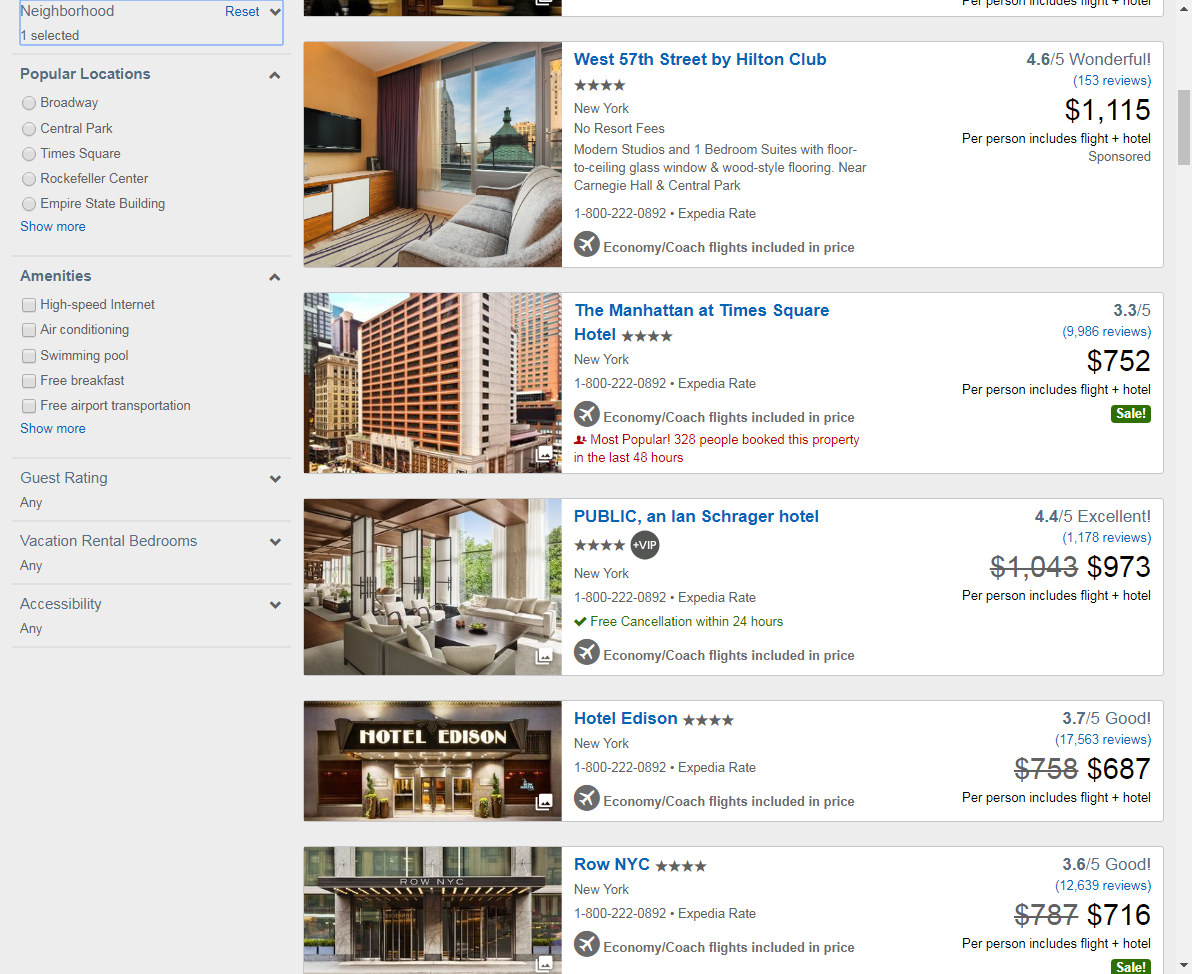 Neighborhood Reset
1 selected
Popular Locations
Broadway
Central Park
Times Square
Rockefeller Center
Empire State Building
Show more
Amenities
High-speed Internet
Air conditioning
Swimming pool
Free breakfast
Free airport transportation
Show more
Guest Rating
Any
Vacation Rental Bedrooms
Any
Accessibility
Any
Per person includes flight + hotel
West 57th Street by Hilton Club
New York
No Resort Fees
Modern Studios and 1 Bedroom Suites with floor-
to-ceiling glass window & wood-style flooring. Near
Carnegie Hall & Central Park
1-800-222-0892 • Expedia Rate
Economy/Coach flights included in price
4.6/5 Wonderful!
(153 reviews)
$1,115
Per person includes flight + hotel
Sponsored
The Manhattan at Times Square
Hotel
New York
1-800-222-0892 • Expedia Rate
Economy/Coach flights included in price
Most Popular! 328 people booked this property
in the last 48 hours
3.3/5
(9,986 reviews)
$752
Per person includes flight + hotel
Sale!
PUBLIC, an Ian Schrager hotel
+VIP
New York
1-800-222-0892 • Expedia Rate
Free Cancellation within 24 hours
Economy/Coach flights included in price
4.4/5 Excellent!
(1,178 reviews)
$1,043 $973
Per person includes flight + hotel
HOTEL EDISON
Hotel Edison
New York
1-800-222-0892 • Expedia Rate
Economy/Coach flights included in price
3.7/5 Good!
(17,563 reviews)
$758 $687
Per person includes flight + hotel
ROW NYC
Row NYC
New York
1-800-222-0892 • Expedia Rate
Economy/Coach flights included in price
3.6/5 Good!
(12,639 reviews)
$787 $716
Per person includes flight + hotel
Sale!